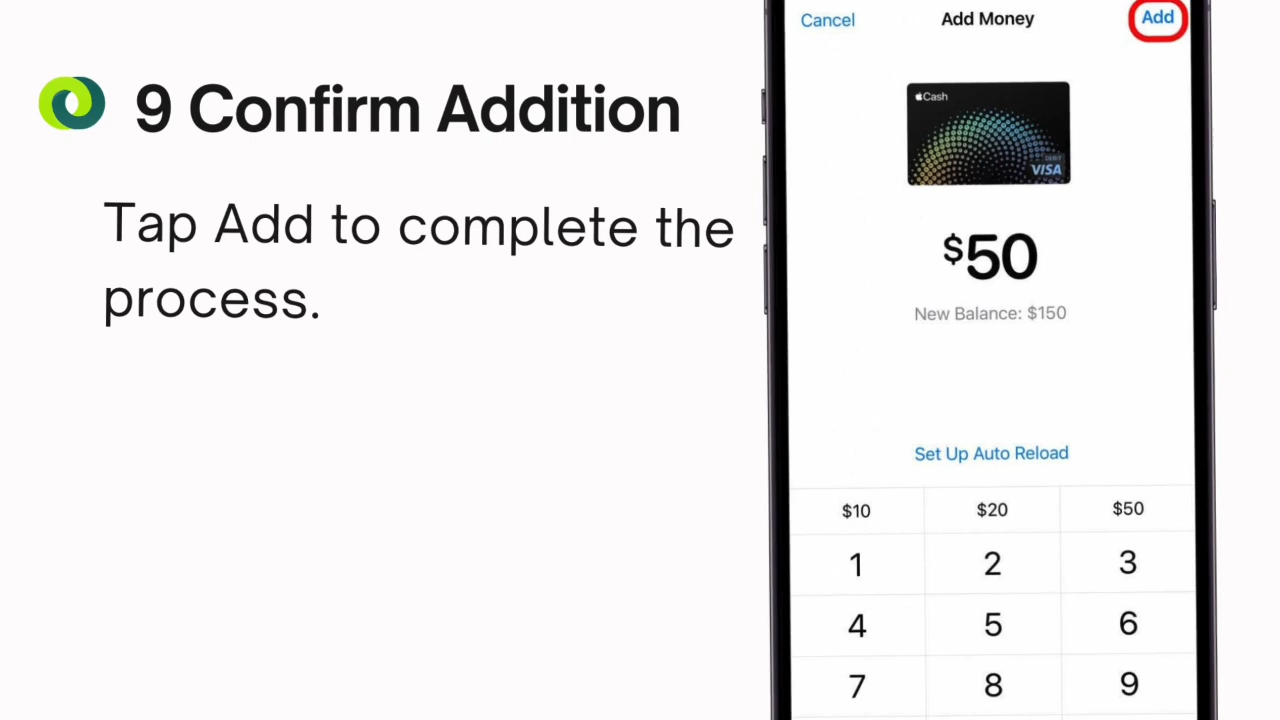 9 Confirm Addition
Tap Add to complete the
process.
Cancel
Add Money
Add
Cash
DEBIT
VISA
$50
New Balance: $150
Set Up Auto Reload
$10
$20
$50
1
2
3
4
5
6
7
8
9